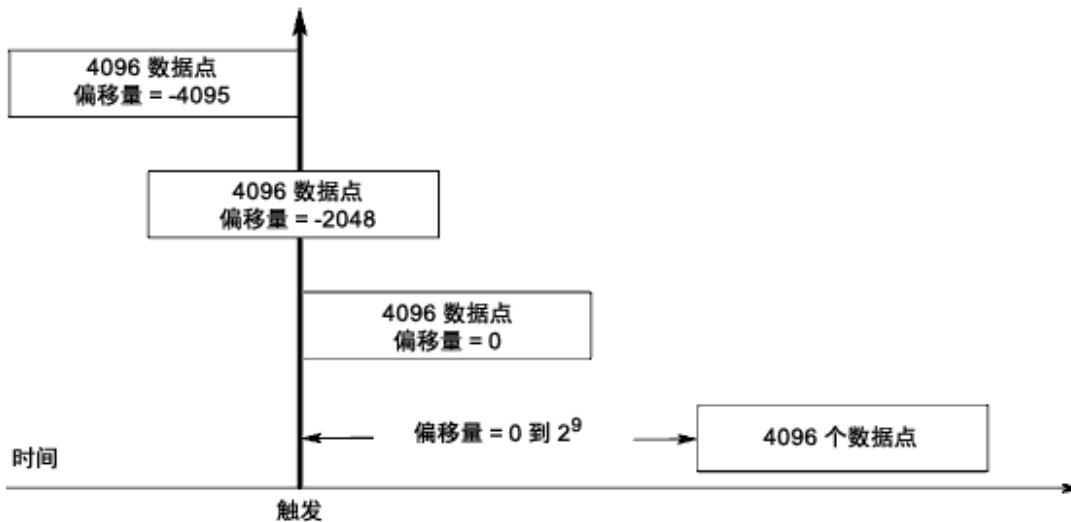 4096 数据点
偏移量 = -4095
4096 数据点
偏移量 = -2048
4096 数据点
偏移量 = 0
偏移量 = 0 到 2⁹
4096 个数据点
时间
触发